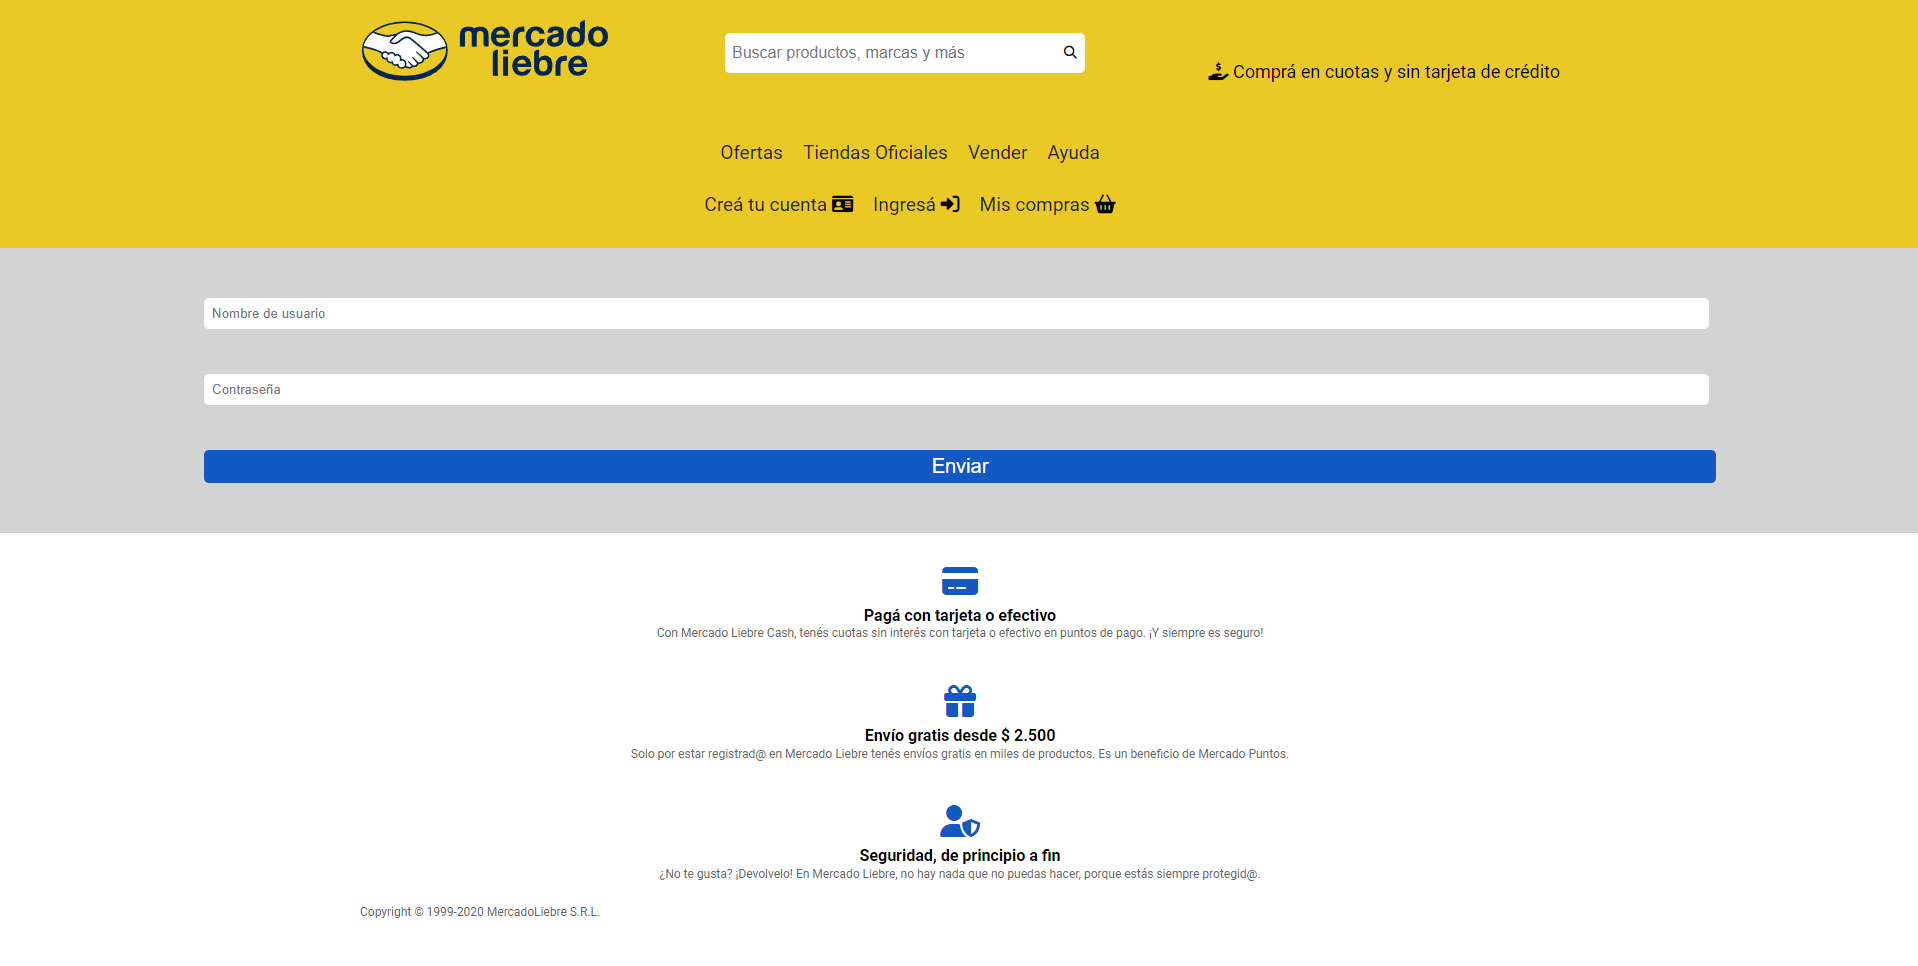 mercado
liebre
Buscar productos, marcas y más
Comprá en cuotas y sin tarjeta de crédito
Ofertas Tiendas Oficiales Vender Ayuda
Creá tu cuenta Ingresá Mis compras
Nombre de usuario
Contraseña
Enviar
Pagá con tarjeta o efectivo
Con Mercado Liebre Cash, tenés cuotas sin interés con tarjeta o efectivo en puntos de pago. ¡Y siempre es seguro!
Envío gratis desde $ 2.500
Solo por estar registrad@ en Mercado Liebre tenés envíos gratis en miles de productos. Es un beneficio de Mercado Puntos.
Seguridad, de principio a fin
¿No te gusta? ¡Devolvelo! En Mercado Liebre, no hay nada que no puedas hacer, porque estás siempre protegid@.
Copyright © 1999-2020 MercadoLiebre S.R.L.